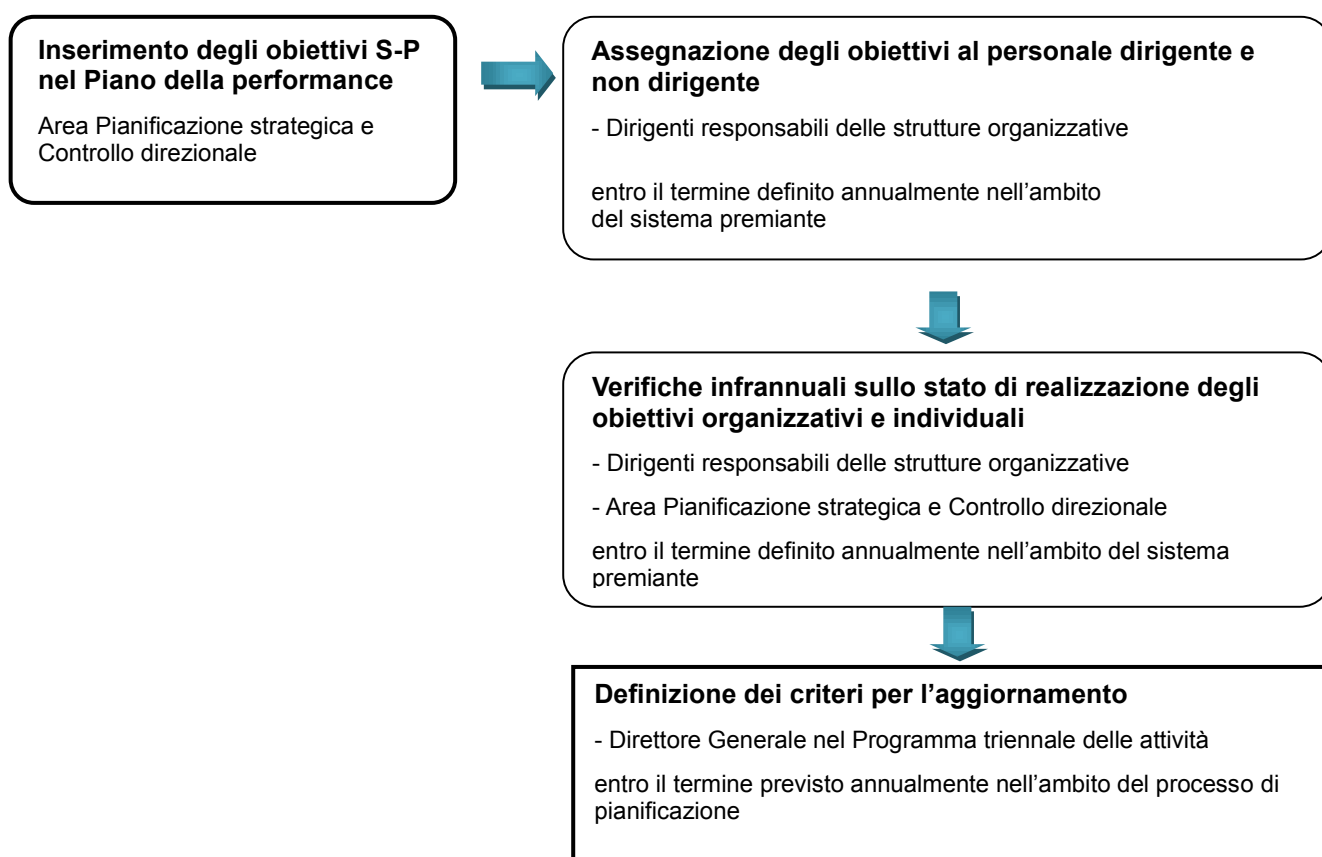 Inserimento degli obiettivi S-P
nel Piano della performance
Area Pianificazione strategica e
Controllo direzionale
Assegnazione degli obiettivi al personale dirigente e
non dirigente
- Dirigenti responsabili delle strutture organizzative
entro il termine definito annualmente nell’ambito
del sistema premiante
Verifiche infrannuali sullo stato di realizzazione degli
obiettivi organizzativi e individuali
- Dirigenti responsabili delle strutture organizzative
- Area Pianificazione strategica e Controllo direzionale
entro il termine definito annualmente nell’ambito del sistema
premiante
Definizione dei criteri per l’aggiornamento
- Direttore Generale nel Programma triennale delle attività
entro il termine previsto annualmente nell’ambito del processo di
pianificazione